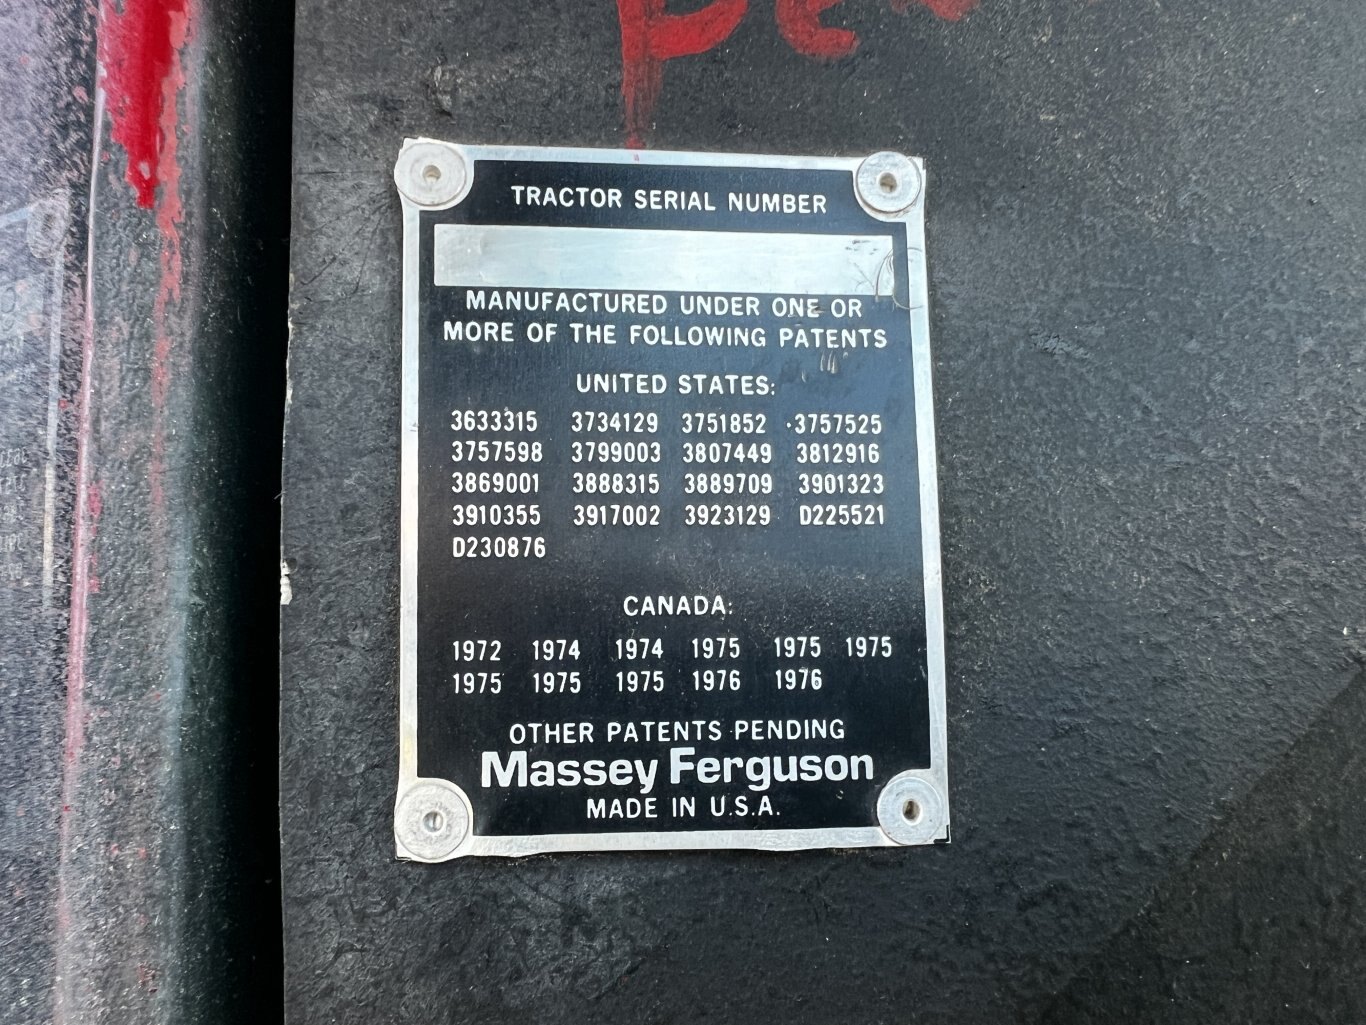 TRACTOR SERIAL NUMBER
MANUFACTURED UNDER ONE OR
MORE OF THE FOLLOWING PATENTS
UNITED STATES:
3633315 3734129 3751852 3757525
3757598 3799003 3807449 3812916
3869001 3888315 3889709 3901323
3910355 3917002 3923129 D225521
D230876
CANADA:
1972 1974 1974 1975 1975 1975
1975 1975 1975 1976 1976
OTHER PATENTS PENDING
Massey Ferguson
MADE IN U.S.A.